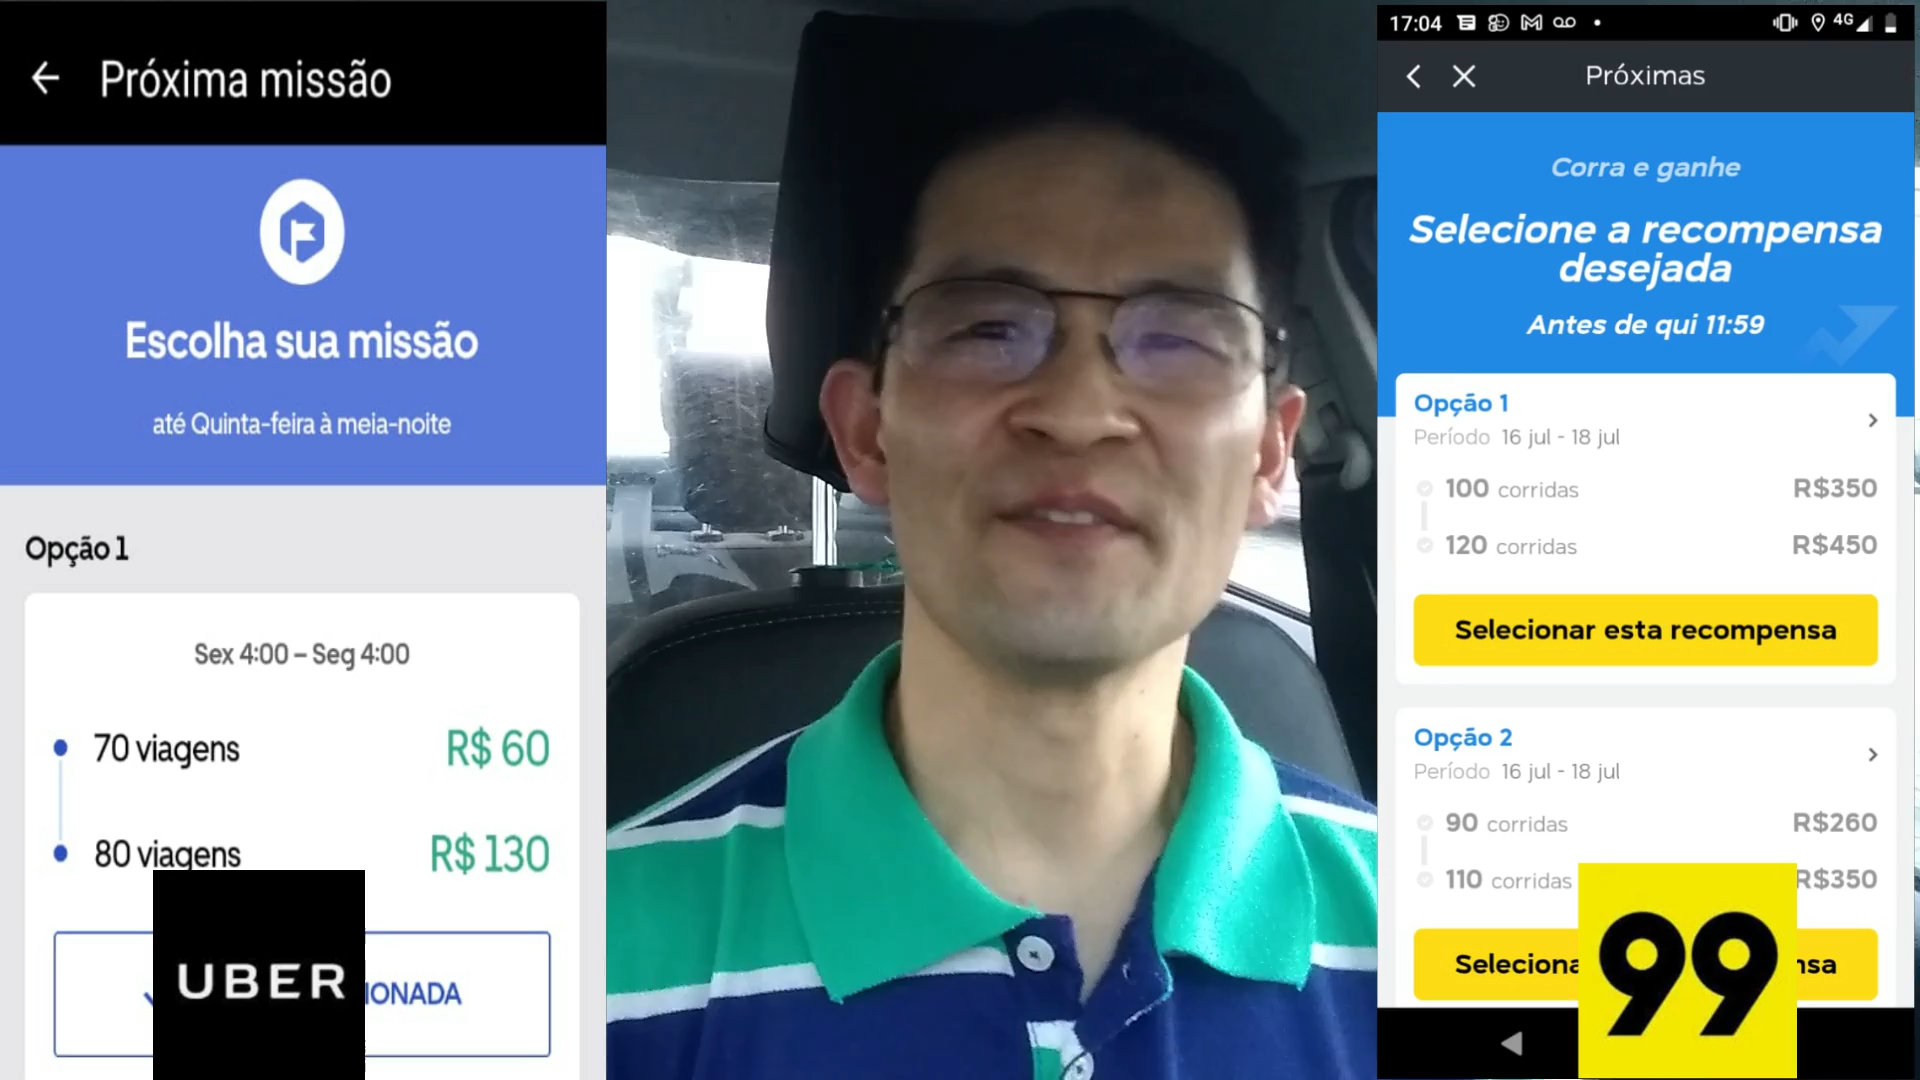 Próxima missão
Escolha sua missão
até Quinta-feira à meia-noite
Opção 1
Sex 4:00 – Seg 4:00
70 viagens R$ 60
80 viagens R$ 130
IONADA
UBER
17:04 4G
Próximas
Corra e ganhe
Selecione a recompensa
desejada
Antes de qui 11:59
Opção 1
Período 16 jul - 18 jul
100 corridas R$350
120 corridas R$450
Selecionar esta recompensa
Opção 2
Período 16 jul - 18 jul
90 corridas R$260
110 corridas R$350
Seleciona nsa
99